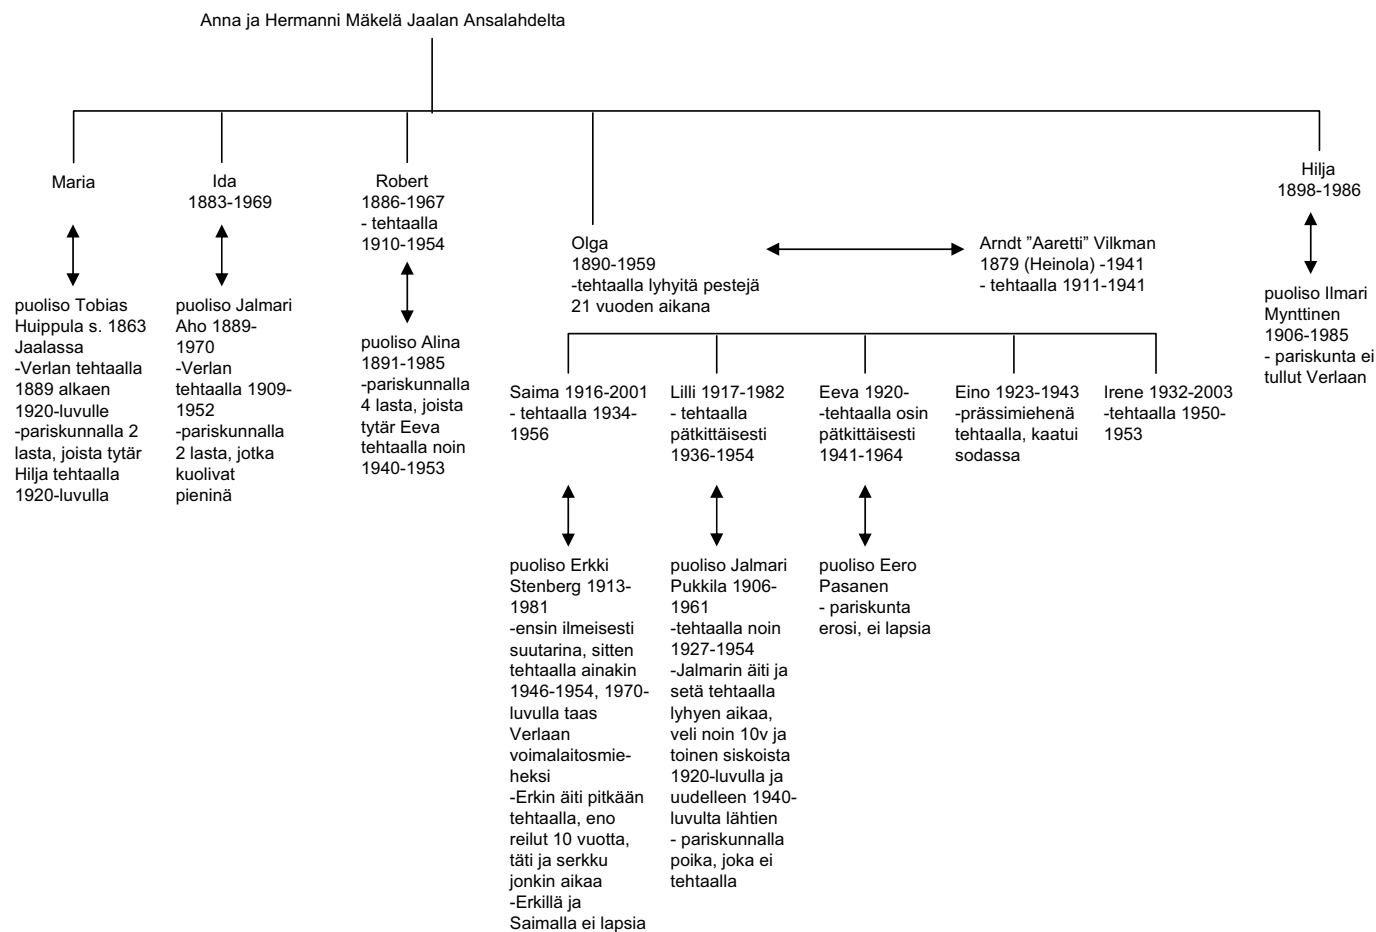 Anna ja Hermanni Mäkelä Jaalan Ansalahdelta
Maria
Ida
1883-1969
Robert
1886-1967
- tehtaalla
1910-1954
Olga
1890-1959
-tehtaalla lyhyitä pestejä
21 vuoden aikana
Arndt ”Aaretti” Vilkman
1879 (Heinola) -1941
- tehtaalla 1911-1941
Hilja
1898-1986
puoliso Tobias
Huippula s. 1863
Jaalassa
-Verlan tehtaalla
1889 alkaen
1920-luvulle
-pariskunnalla 2
lasta, joista tytär
Hilja tehtaalla
1920-luvulla
puoliso Jalmari
Aho 1889-
1970
-Verlan
tehtaalla 1909-
1952
-pariskunnalla
2 lasta, jotka
kuolivat
pieninä
puoliso Alina
1891-1985
-pariskunnalla
4 lasta, joista
tytär Eeva
tehtaalla noin
1940-1953
puoliso Ilmari
Mynttinen
1906-1985
- pariskunta ei
tullut Verlaan
Saima 1916-2001
- tehtaalla 1934-
1956
Lilli 1917-1982
- tehtaalla
pätkittäisesti
1936-1954
Eeva 1920-
-tehtaalla osin
pätkittäisesti
1941-1964
Eino 1923-1943
-prässimiehenä
tehtaalla, kaatui
sodassa
Irene 1932-2003
-tehtaalla 1950-
1953
puoliso Erkki
Stenberg 1913-
1981
-ensin ilmeisesti
suutarina, sitten
tehtaalla ainakin
1946-1954, 1970-
luvulla taas
Verlaan
voimalaitosmie-
heksi
-Erkin äiti pitkään
tehtaalla, eno
reilut 10 vuotta,
täti ja serkku
jonkin aikaa
-Erkillä ja
Saimalla ei lapsia
puoliso Jalmari
Pukkila 1906-
1961
-tehtaalla noin
1927-1954
-Jalmarin äiti ja
setä tehtaalla
lyhyen aikaa,
veli noin 10v ja
toinen siskoista
1920-luvulla ja
uudelleen 1940-
luvulta lähtien
- pariskunnalla
poika, joka ei
tehtaalla
puoliso Eero
Pasanen
- pariskunta
erosi, ei lapsia